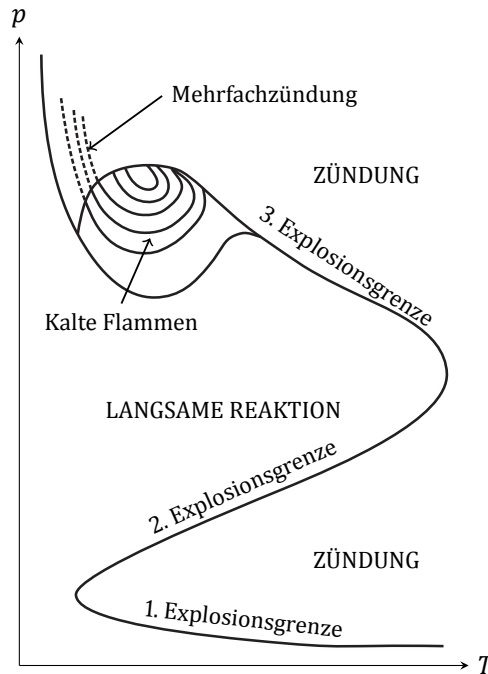 p
Mehrfachzündung
ZÜNDUNG
3. Explosionsgrenze
Kalte Flammen
LANGSAME REAKTION
2. Explosionsgrenze
ZÜNDUNG
1. Explosionsgrenze
T